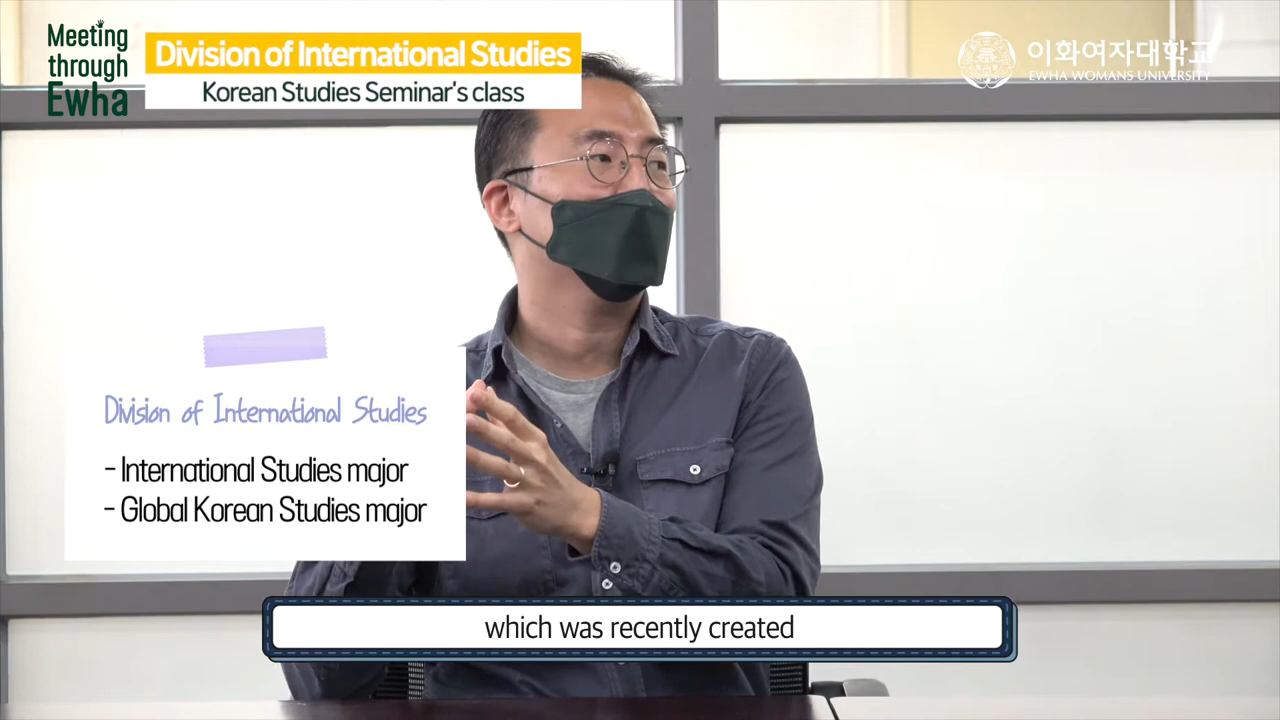 Meeting
through
Ewha
Division of International Studies
Korean Studies Seminar's class
이화여자대학교
EWHA WOMANS UNIVERSITY
Division of International Studies
- International Studies major
- Global Korean Studies major
which was recently created